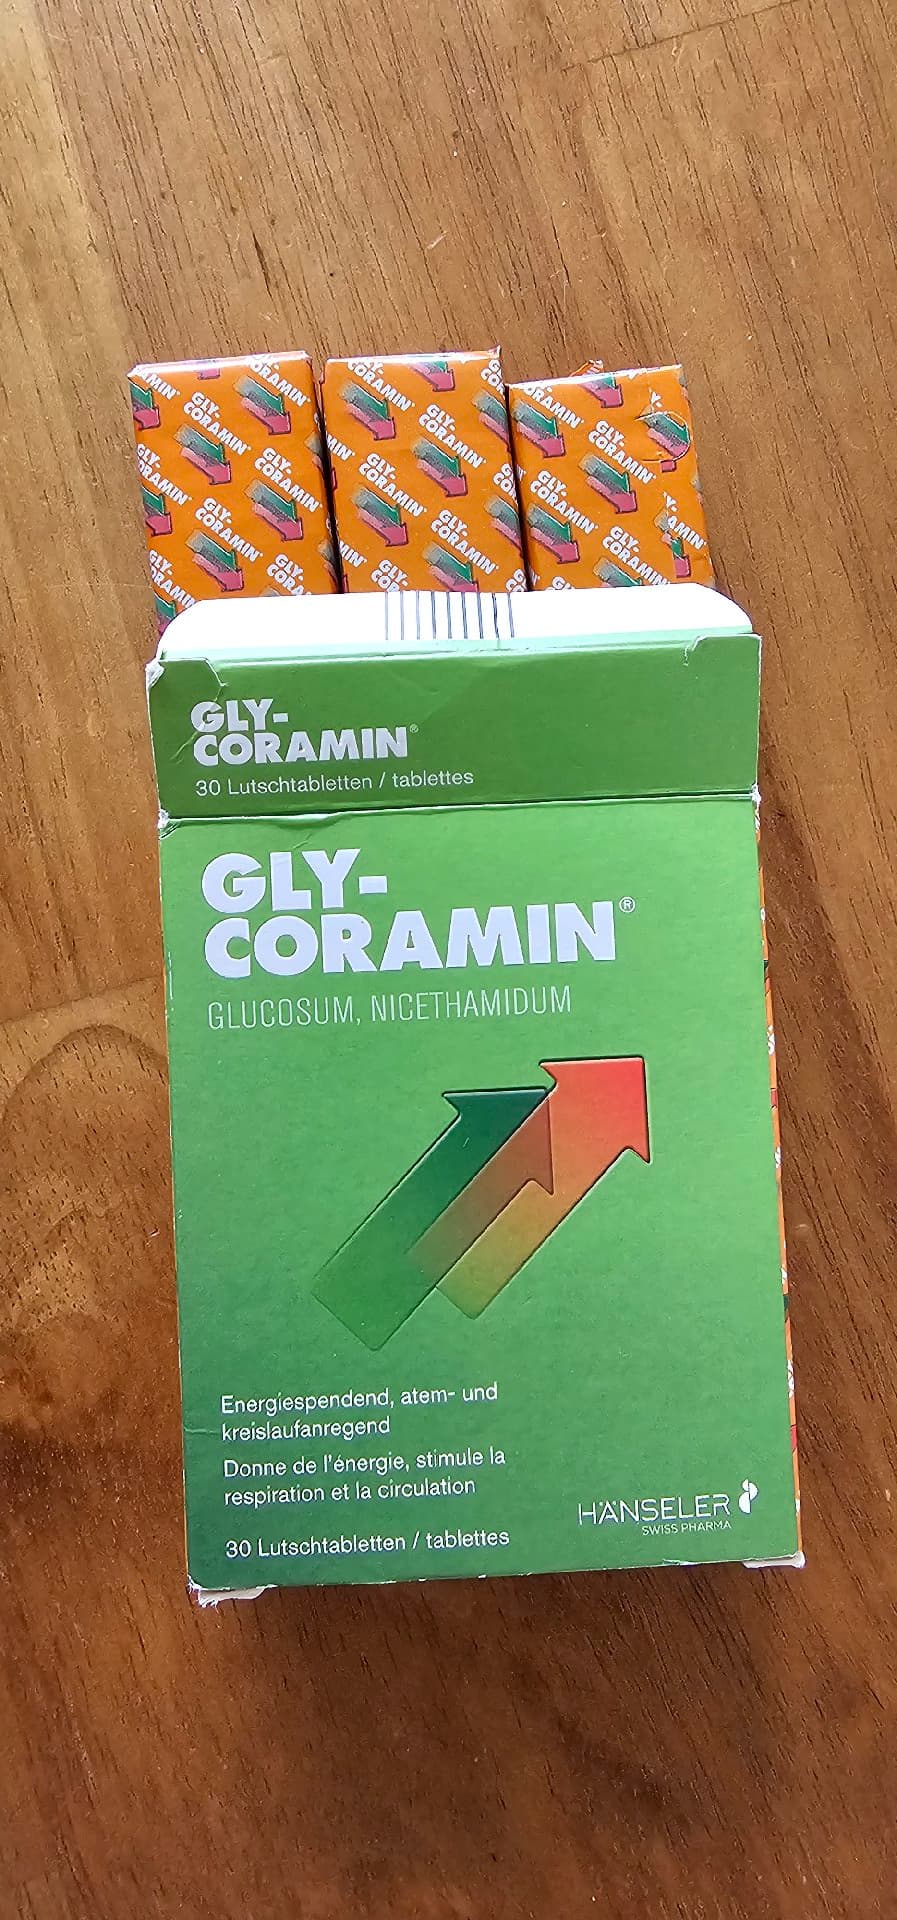 GLY-
CORAMIN®
30 Lutschtabletten / tablettes
GLY-
CORAMIN®
GLUCOSUM, NICETHAMIDUM
Energiespendend, atem- und
kreislaufanregend
Donne de l'énergie, stimule la
respiration et la circulation
30 Lutschtabletten / tablettes
HÄNSELER
SWISS PHARMA